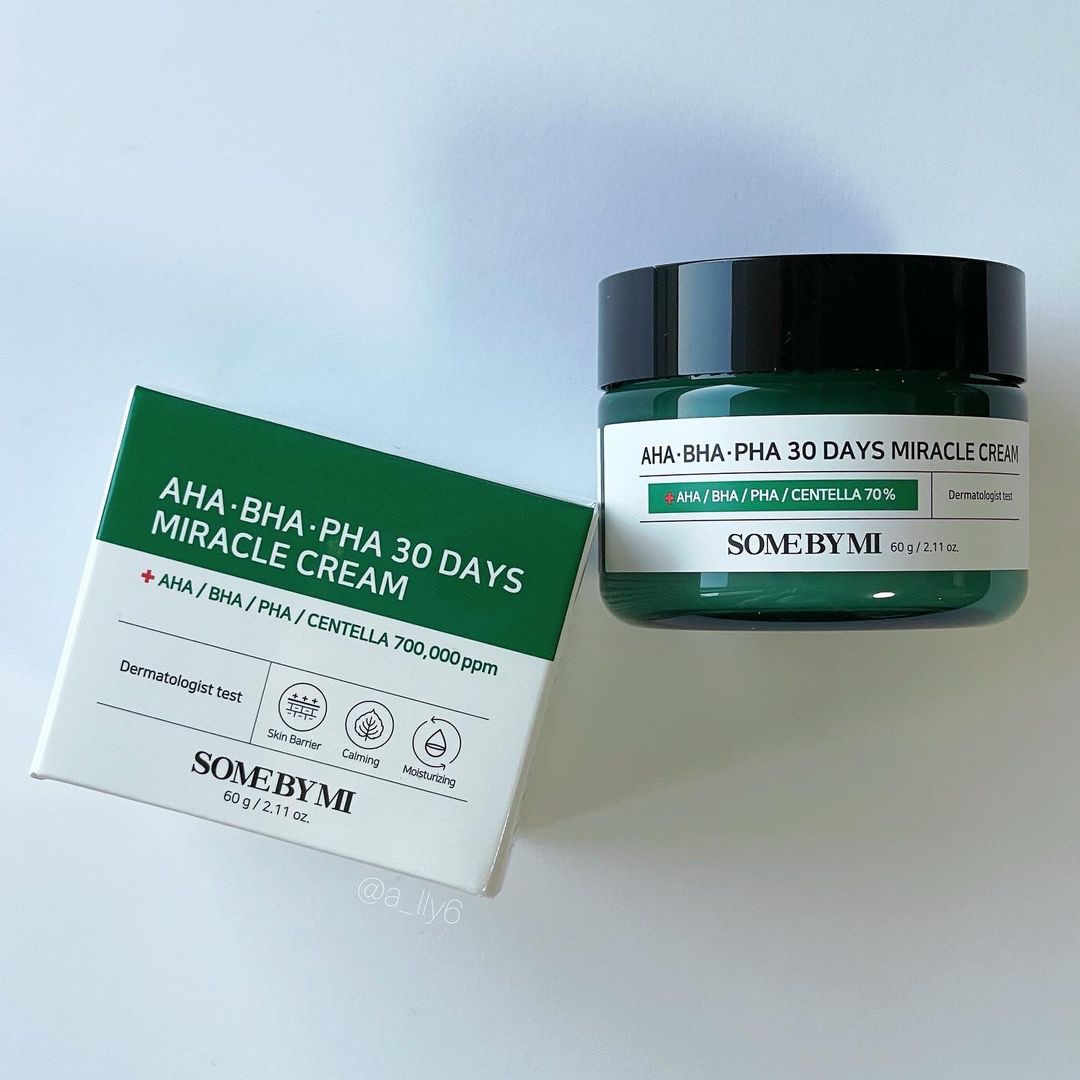 AHA·BHA·PHA 30 DAYS
MIRACLE CREAM
+ AHA / BHA / PHA / CENTELLA 700,000 ppm
Dermatologist test
Skin Barrier
Calming
Moisturizing
SOME BY MI
60 g / 2.11 oz.
AHA·BHA·PHA 30 DAYS MIRACLE CREAM
+ AHA / BHA / PHA / CENTELLA 70%
Dermatologist test
SOME BY MI 60 g / 2.11 oz.
@a_lly6